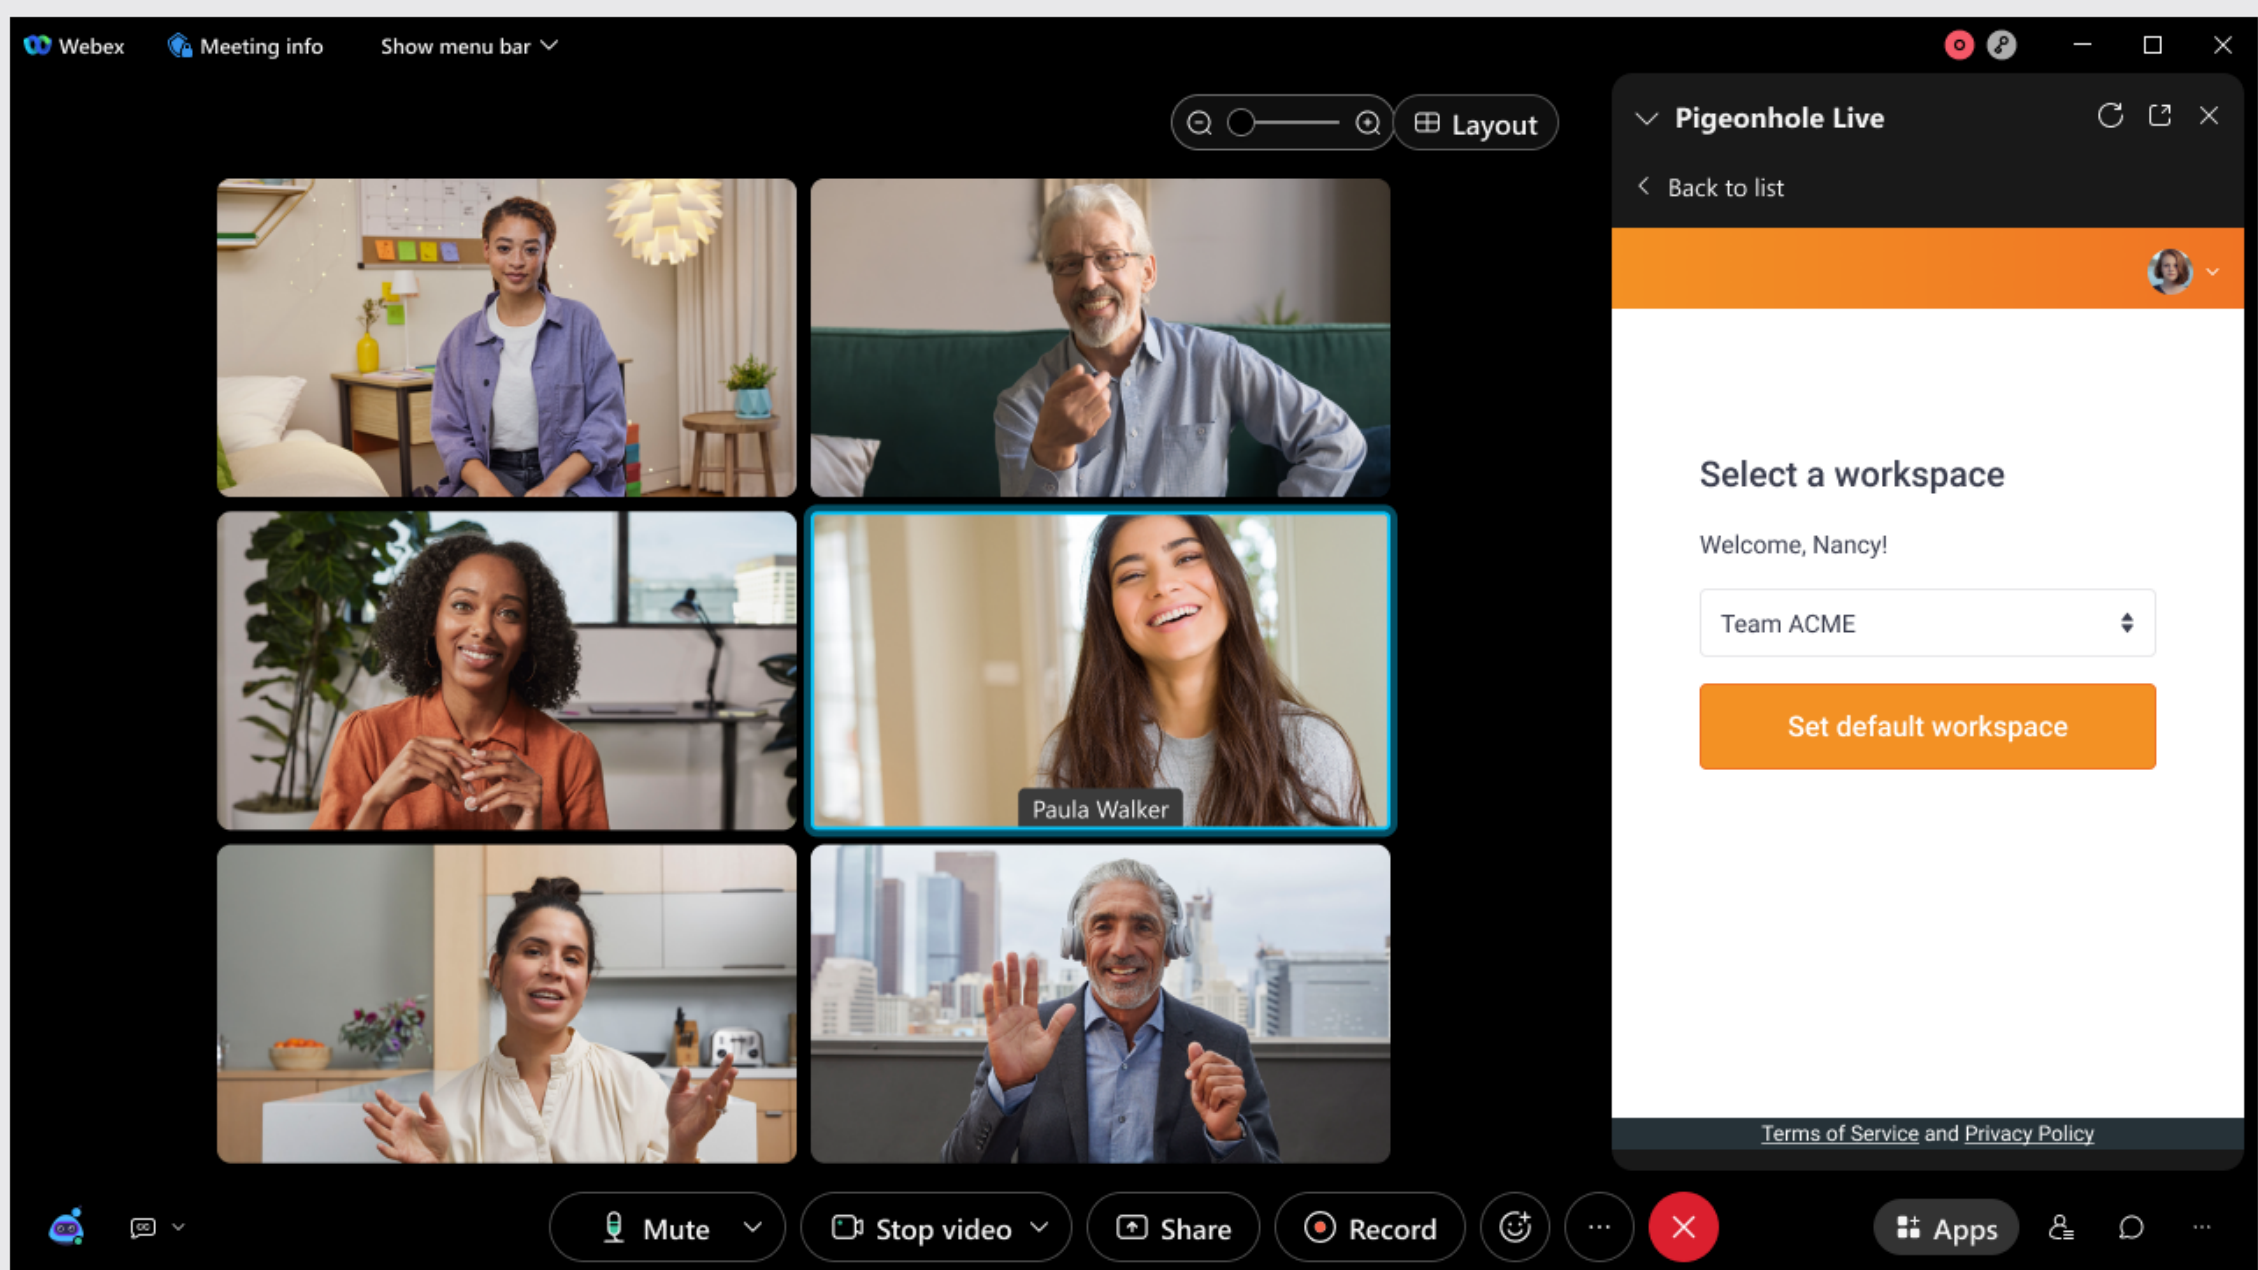 Webex
Meeting info
Show menu bar
Layout
Pigeonhole Live
Back to list
Select a workspace
Welcome, Nancy!
Team ACME
Set default workspace
Paula Walker
Terms of Service and Privacy Policy
Mute
Stop video
Share
Record
Apps